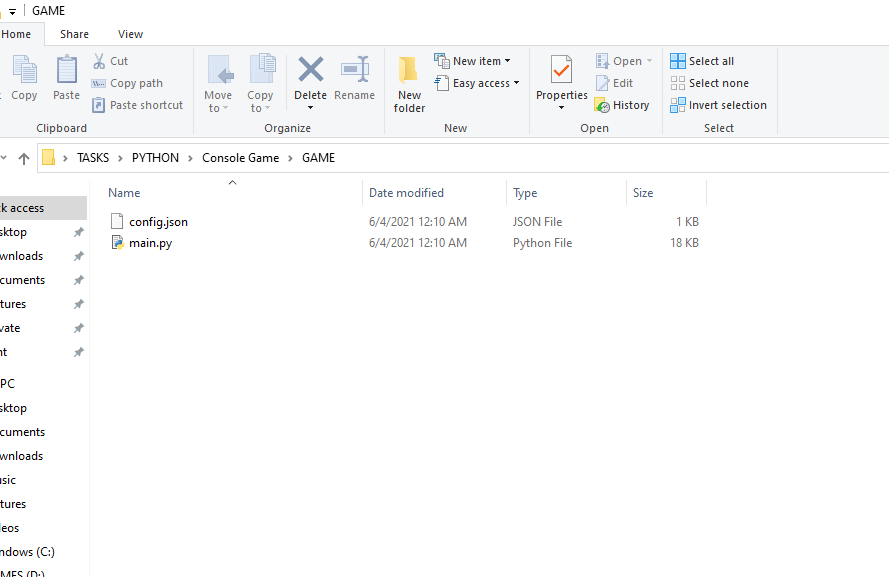 GAME
Home Share View
Copy Paste Cut
Copy path
Paste shortcut
Move to Copy to Delete Rename
New folder New item
Easy access
Properties Open
Edit
History
Select all
Select none
Invert selection
Clipboard Organize New Open Select
TASKS PYTHON Console Game GAME
Name Date modified Type Size
config.json 6/4/2021 12:10 AM JSON File 1 KB
main.py 6/4/2021 12:10 AM Python File 18 KB
ck access
sktop
wnloads
cuments
tures
vate
nt
PC
sktop
cuments
wnloads
usic
tures
deos
ndows (C:)
MES (D:)